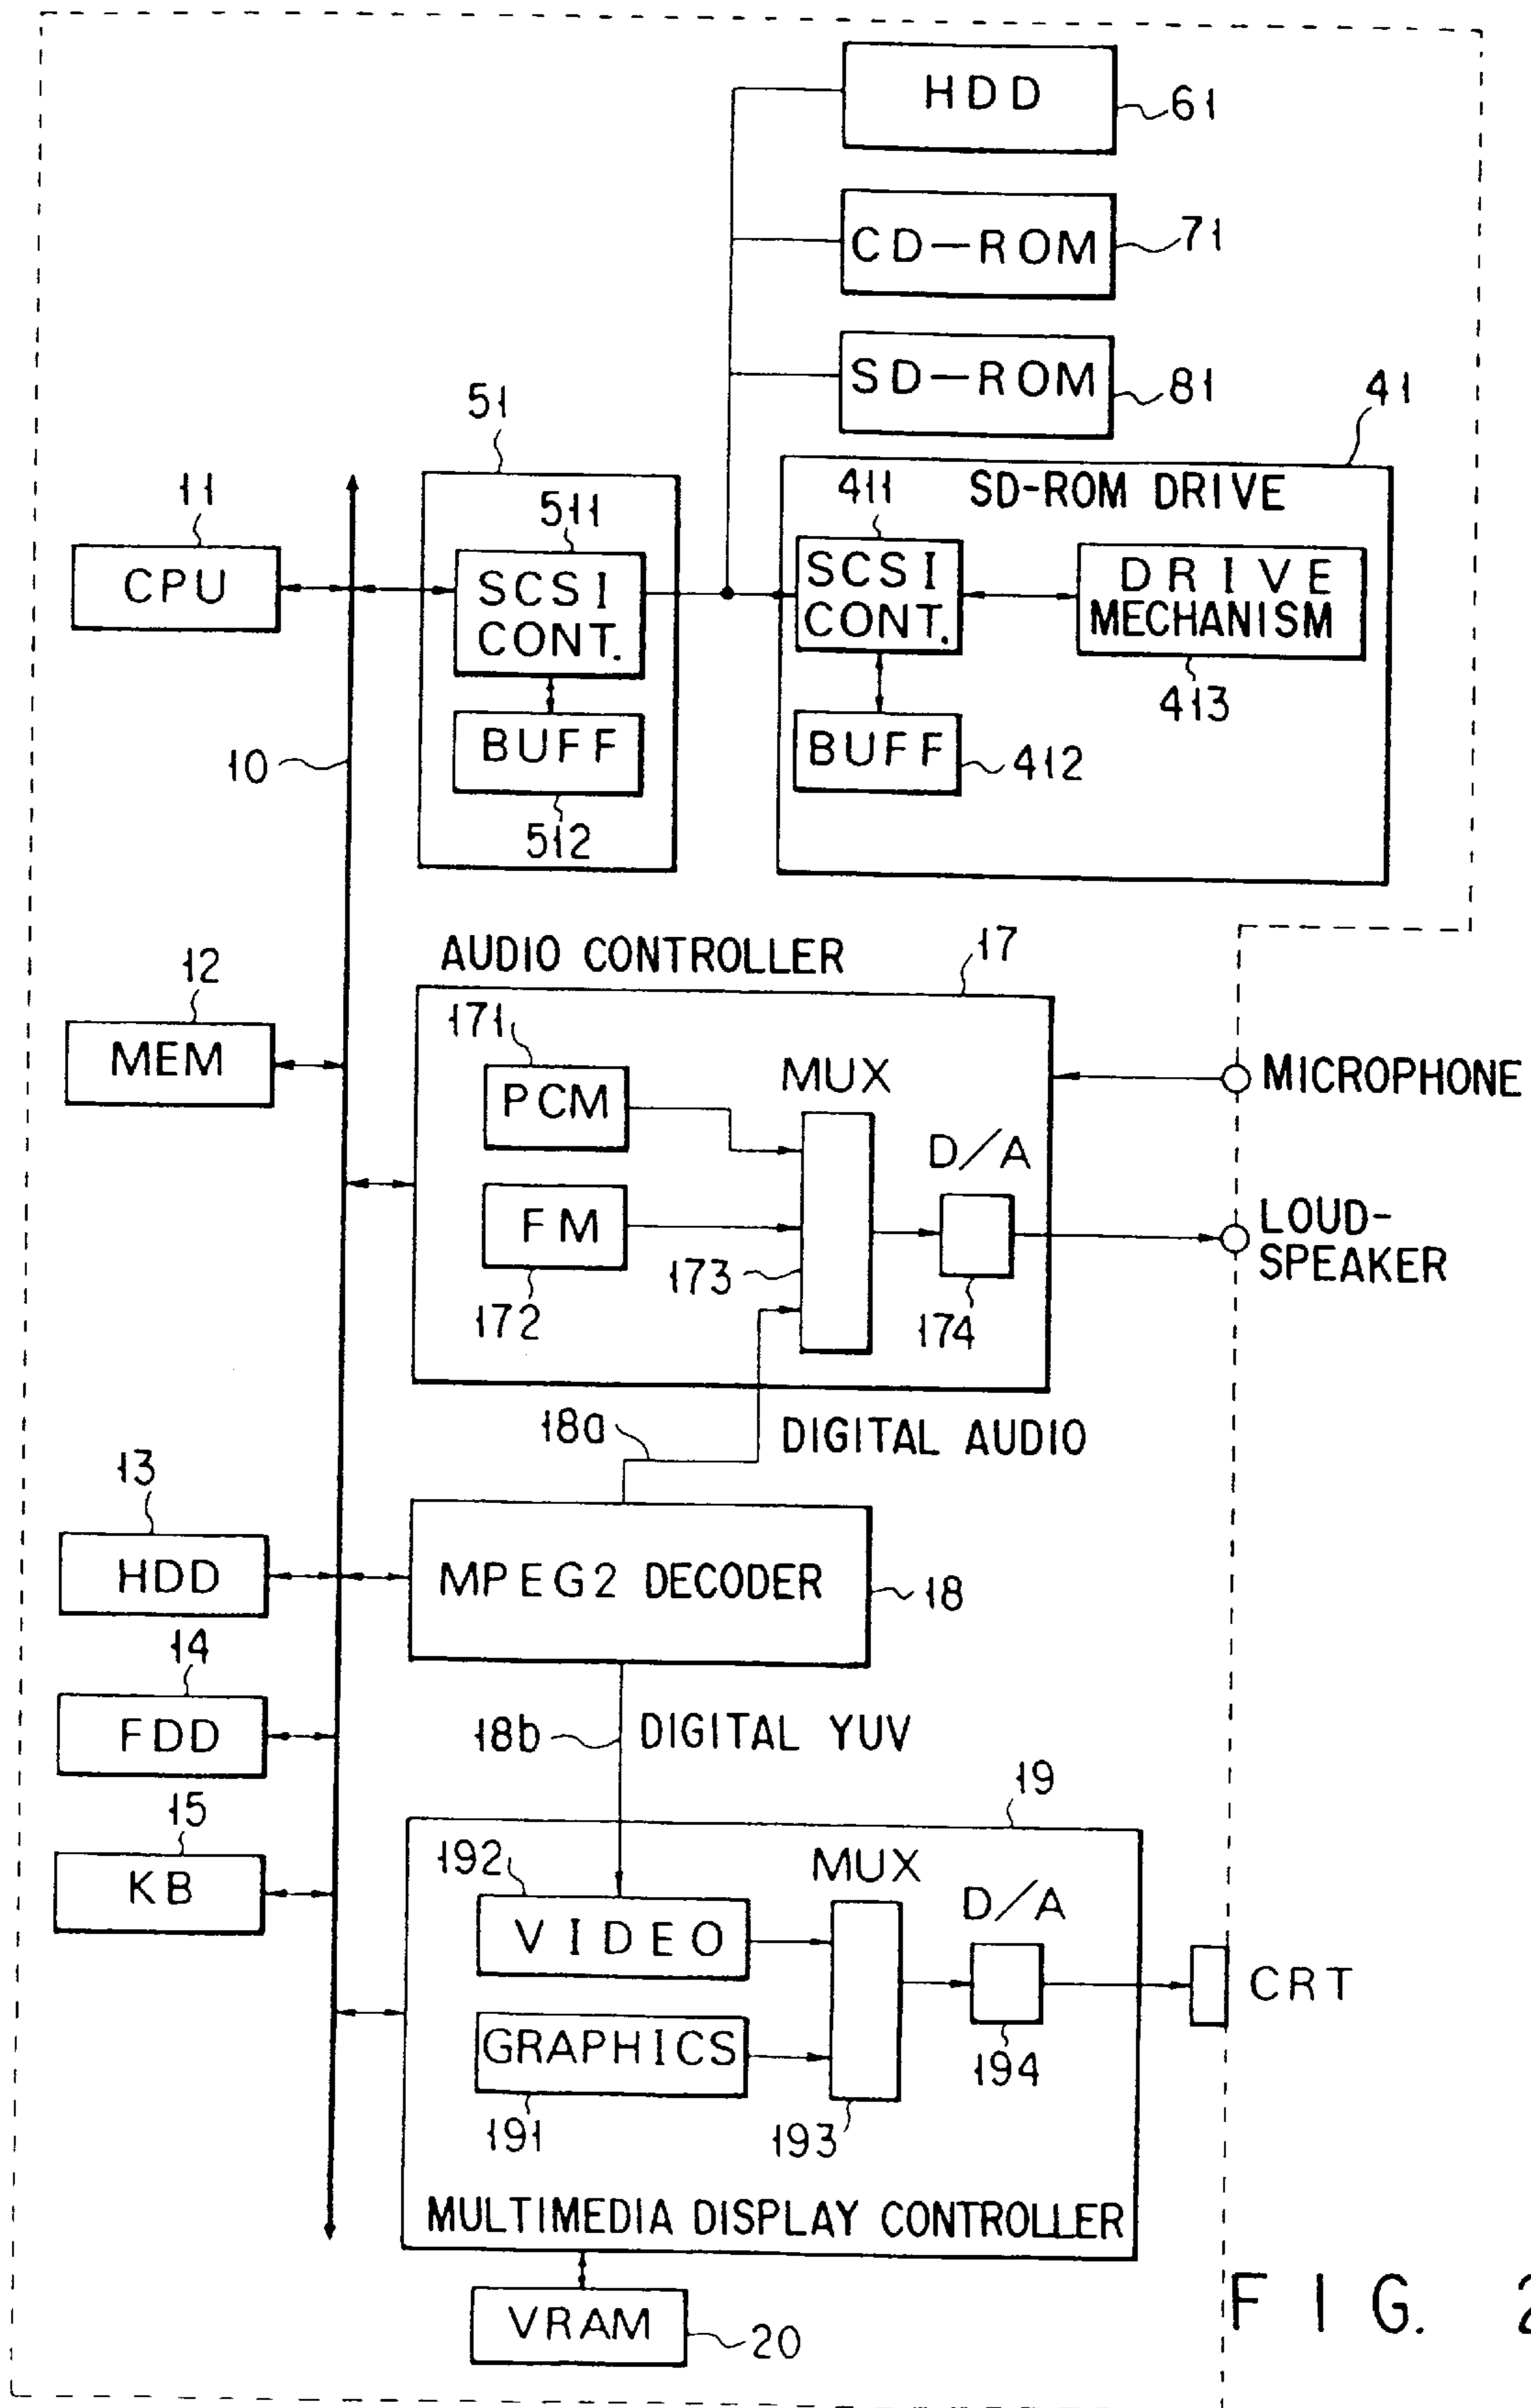 HDD
61
CD-ROM
71
SD-ROM
81
51
41
11
CPU
511
SCSI
CONT.
411
SD-ROM DRIVE
SCSI
CONT.
DRIVE
MECHANISM
413
10
BUFF
512
BUFF
412
AUDIO CONTROLLER
17
12
MEM
171
PCM
MUX
MICROPHONE
D/A
FM
172
173
174
LOUD-
SPEAKER
18a
DIGITAL AUDIO
13
HDD
MPEG2 DECODER
18
14
FDD
18b
DIGITAL YUV
15
KB
19
192
VIDEO
MUX
D/A
CRT
GRAPHICS
191
193
194
MULTIMEDIA DISPLAY CONTROLLER
VRAM
20
FIG. 2